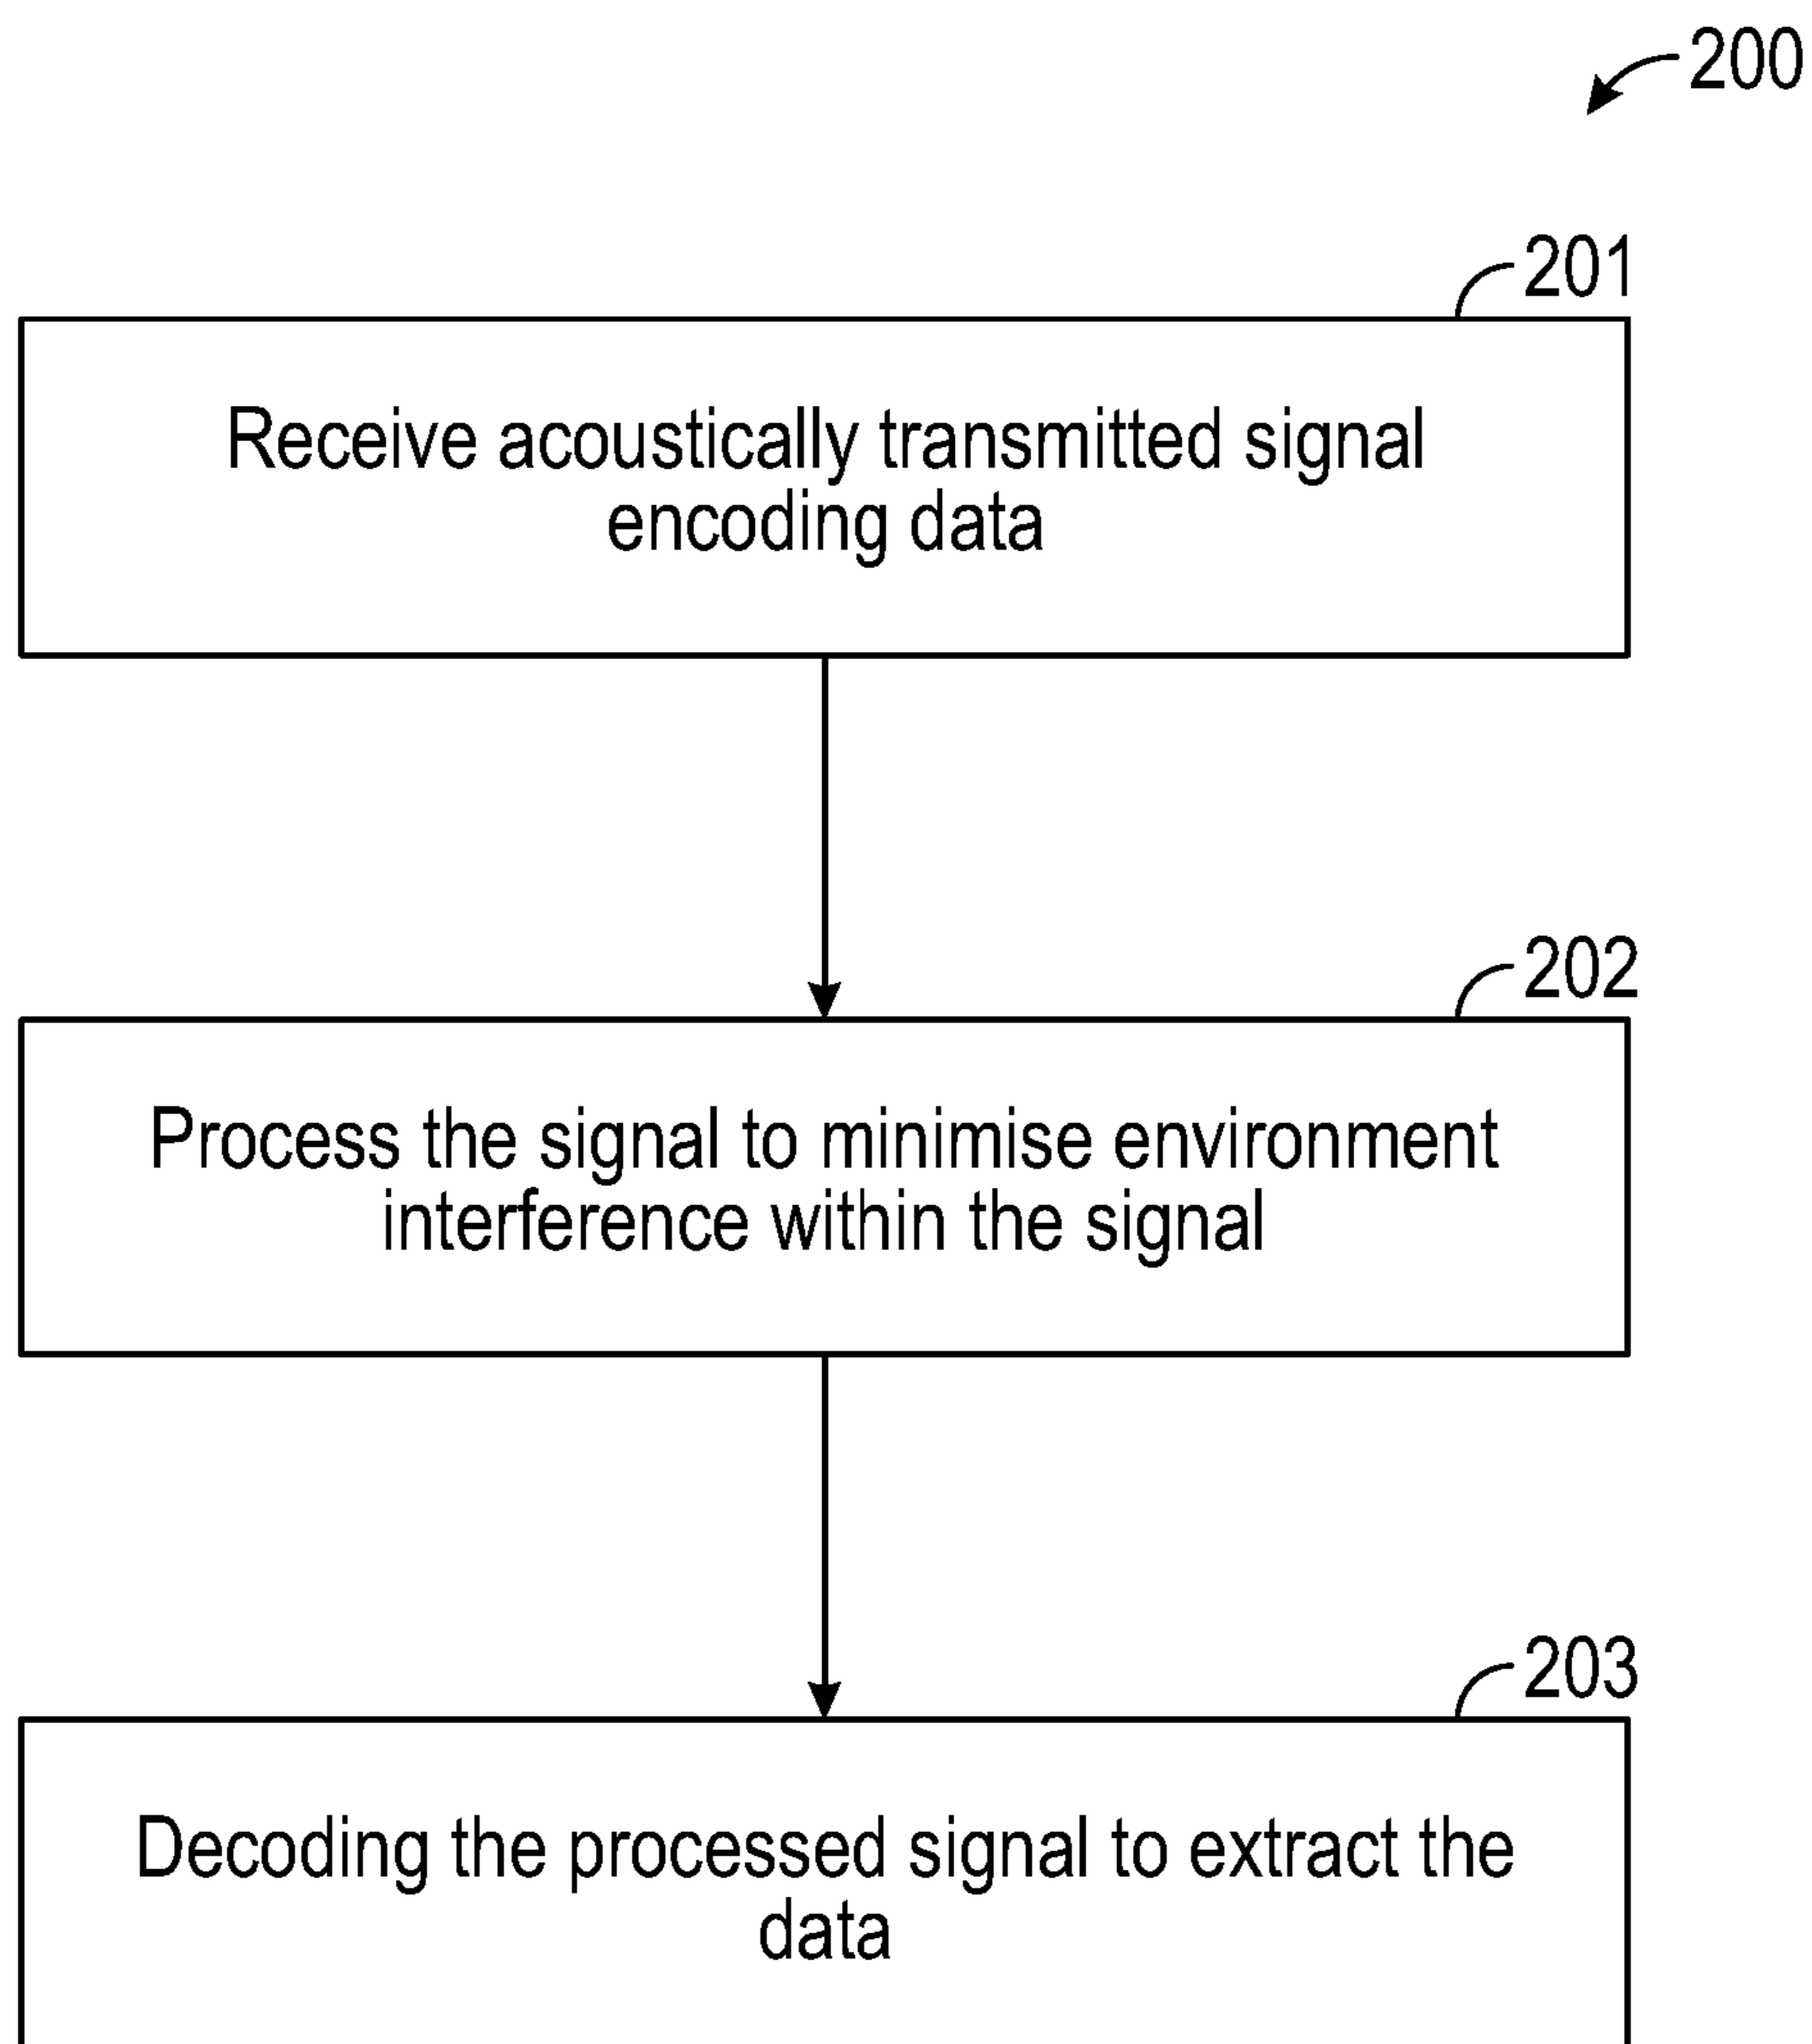 200
201
Receive acoustically transmitted signal
encoding data
202
Process the signal to minimise environment
interference within the signal
203
Decoding the processed signal to extract the
data